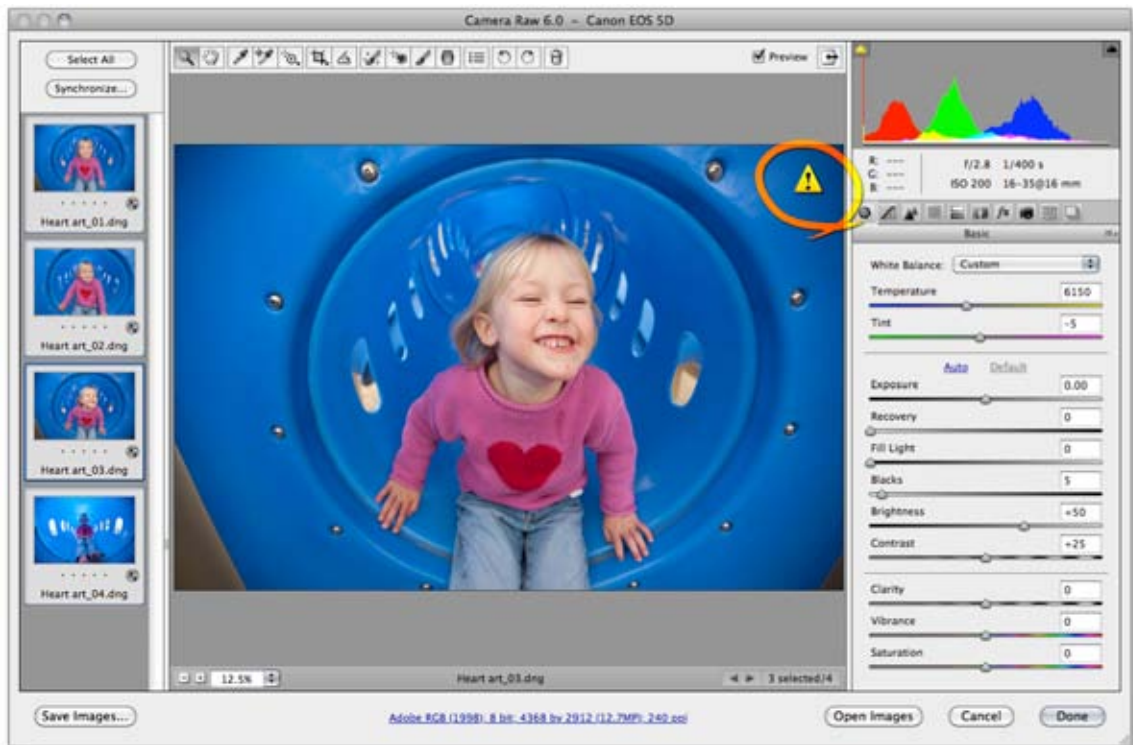 Camera Raw 6.0 - Canon EOS 5D
Select All
Synchronize...
Preview
Heart art_01.dng
Heart art_02.dng
Heart art_03.dng
Heart art_04.dng
R: ---
G: ---
B: ---
f/2.8 1/400 s
ISO 200 16-35@16 mm
Basic
White Balance: Custom
Temperature 6150
Tint -5
Auto Default
Exposure 0.00
Recovery 0
Fill Light 0
Blacks 5
Brightness +50
Contrast +25
Clarity 0
Vibrance 0
Saturation 0
12.5% Heart art_03.dng 3 selected/4
Save Images... Adobe RGB (1998); 8 bit; 4368 by 2912 (12.7MP); 240 ppi Open Images Cancel Done